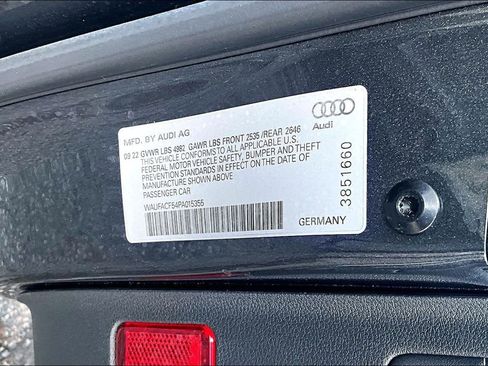 MFD. BY AUDI AG
09 22 GVWR LBS 4982 GAWR LBS FRONT 2535 /REAR 2646
THIS VEHICLE CONFORMS TO ALL APPLICABLE U.S.
FEDERAL MOTOR VEHICLE SAFETY, BUMPER AND THEFT
PREVENTION STANDARDS IN EFFECT ON THE DATE OF
MANUFACTURE SHOWN ABOVE.
PASSENGER CAR
WAUFACF54PA015355
Audi
GERMANY
3851660